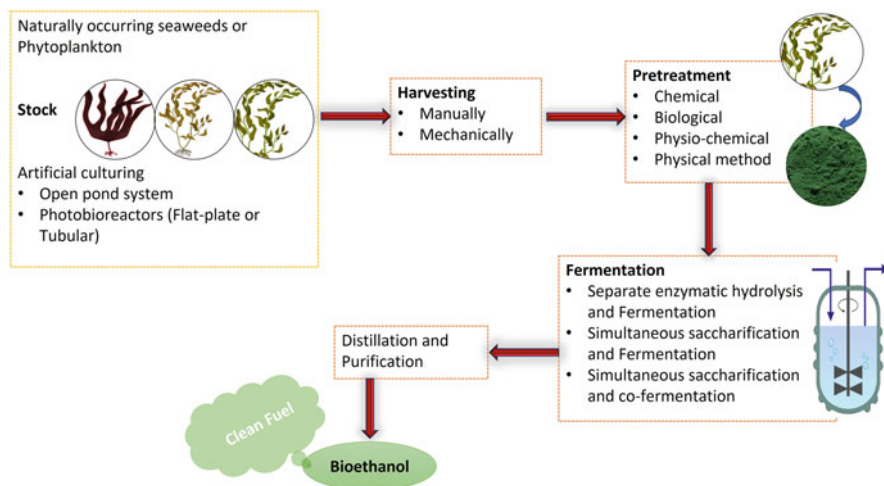 Naturally occurring seaweeds or
Phytoplankton
Stock
Artificial culturing
• Open pond system
• Photobioreactors (Flat-plate or
Tubular)
Harvesting
• Manually
• Mechanically
Pretreatment
• Chemical
• Biological
• Physio-chemical
• Physical method
Fermentation
• Separate enzymatic hydrolysis
and Fermentation
• Simultaneous saccharification
and Fermentation
• Simultaneous saccharification
and co-fermentation
Distillation and
Purification
Clean Fuel
Bioethanol